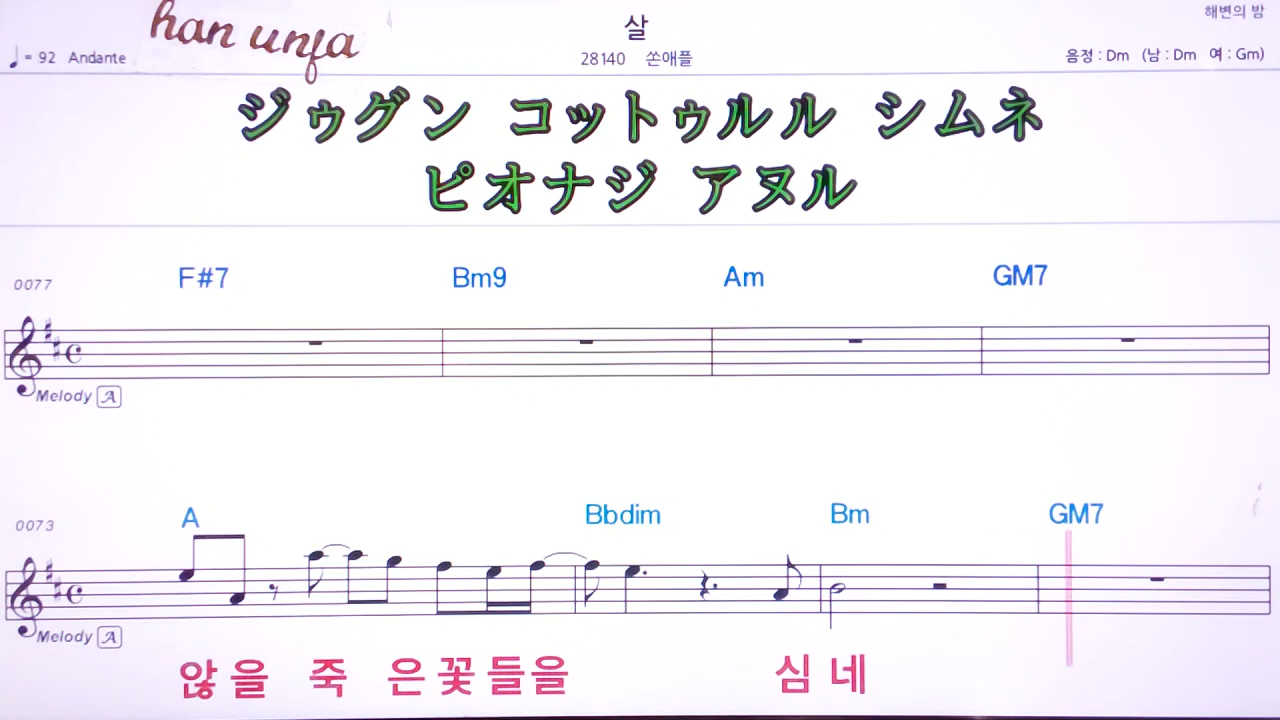 han unfa
살
해변의 밤
♩= 92 Andante
28140 쏜애플
음정 : Dm (남 : Dm 여 : Gm)
ジゥグン コットゥルル シムネ
ピオナジ アヌル
0077 F#7 Bm9 Am GM7
Melody A
0073 A Bbdim Bm GM7
Melody A
않을 죽 은꽃들을 심네